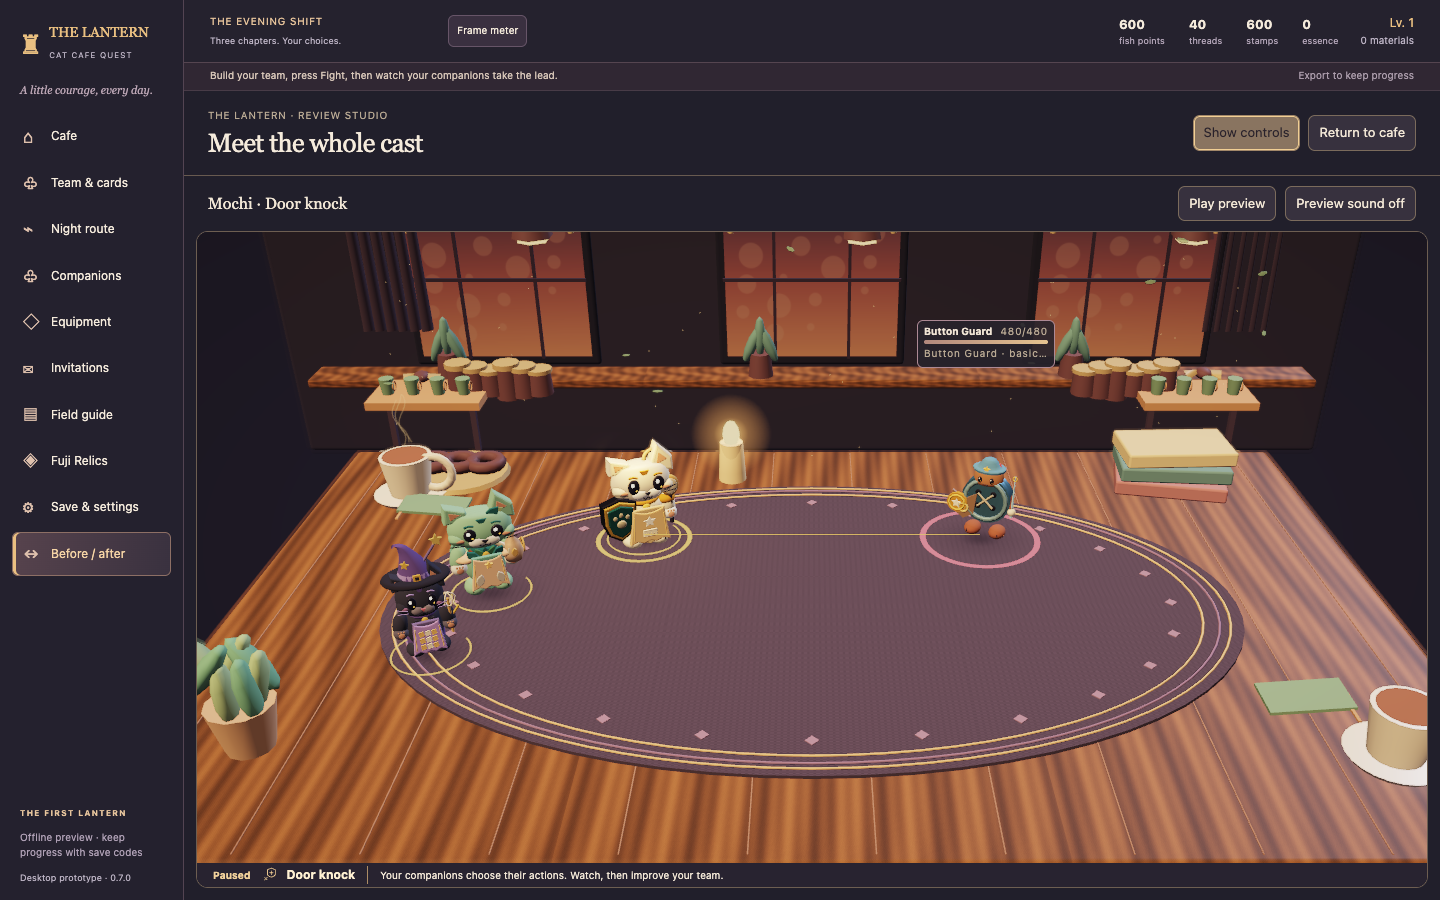 THE LANTERN
CAT CAFE QUEST
A little courage, every day.
Cafe
Team & cards
Night route
Companions
Equipment
Invitations
Field guide
Fuji Relics
Save & settings
Before / after
THE FIRST LANTERN
Offline preview · keep
progress with save codes
Desktop prototype · 0.7.0
THE EVENING SHIFT
Three chapters. Your choices.
Frame meter
600
fish points
40
threads
600
stamps
0
essence
Lv. 1
0 materials
Build your team, press Fight, then watch your companions take the lead.
Export to keep progress
THE LANTERN · REVIEW STUDIO
Meet the whole cast
Show controls
Return to cafe
Mochi · Door knock
Play preview
Preview sound off
Button Guard 480/480
Button Guard · basic...
Paused
Door knock
Your companions choose their actions. Watch, then improve your team.